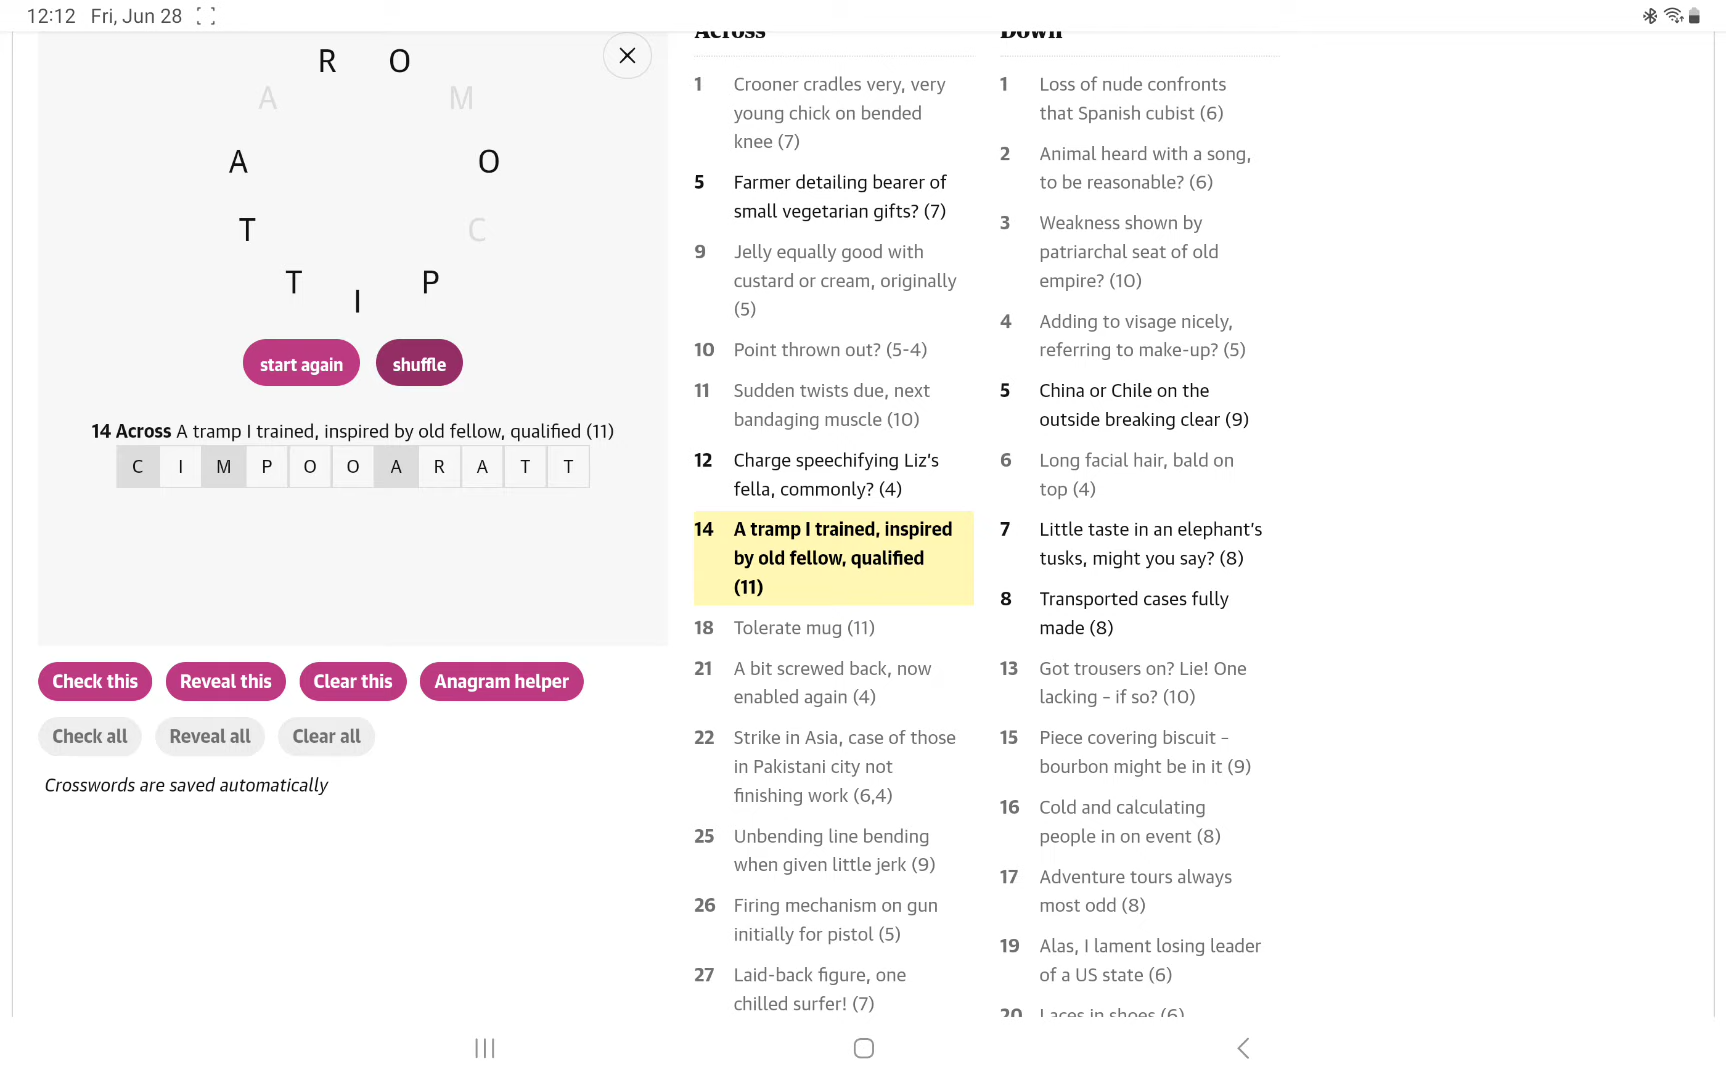 12:12 Fri, Jun 28
R O
A M
A O
T C
T I P
start again shuffle
14 Across A tramp I trained, inspired by old fellow, qualified (11)
C I M P O O A R A T T
Check this Reveal this Clear this Anagram helper
Check all Reveal all Clear all
Crosswords are saved automatically
Across
1 Crooner cradles very, very
young chick on bended
knee (7)
5 Farmer detailing bearer of
small vegetarian gifts? (7)
9 Jelly equally good with
custard or cream, originally
(5)
10 Point thrown out? (5-4)
11 Sudden twists due, next
bandaging muscle (10)
12 Charge speechifying Liz's
fella, commonly? (4)
14 A tramp I trained, inspired
by old fellow, qualified
(11)
18 Tolerate mug (11)
21 A bit screwed back, now
enabled again (4)
22 Strike in Asia, case of those
in Pakistani city not
finishing work (6,4)
25 Unbending line bending
when given little jerk (9)
26 Firing mechanism on gun
initially for pistol (5)
27 Laid-back figure, one
chilled surfer! (7)
Down
1 Loss of nude confronts
that Spanish cubist (6)
2 Animal heard with a song,
to be reasonable? (6)
3 Weakness shown by
patriarchal seat of old
empire? (10)
4 Adding to visage nicely,
referring to make-up? (5)
5 China or Chile on the
outside breaking clear (9)
6 Long facial hair, bald on
top (4)
7 Little taste in an elephant's
tusks, might you say? (8)
8 Transported cases fully
made (8)
13 Got trousers on? Lie! One
lacking – if so? (10)
15 Piece covering biscuit –
bourbon might be in it (9)
16 Cold and calculating
people in on event (8)
17 Adventure tours always
most odd (8)
19 Alas, I lament losing leader
of a US state (6)
20 Laces in shoes (6)